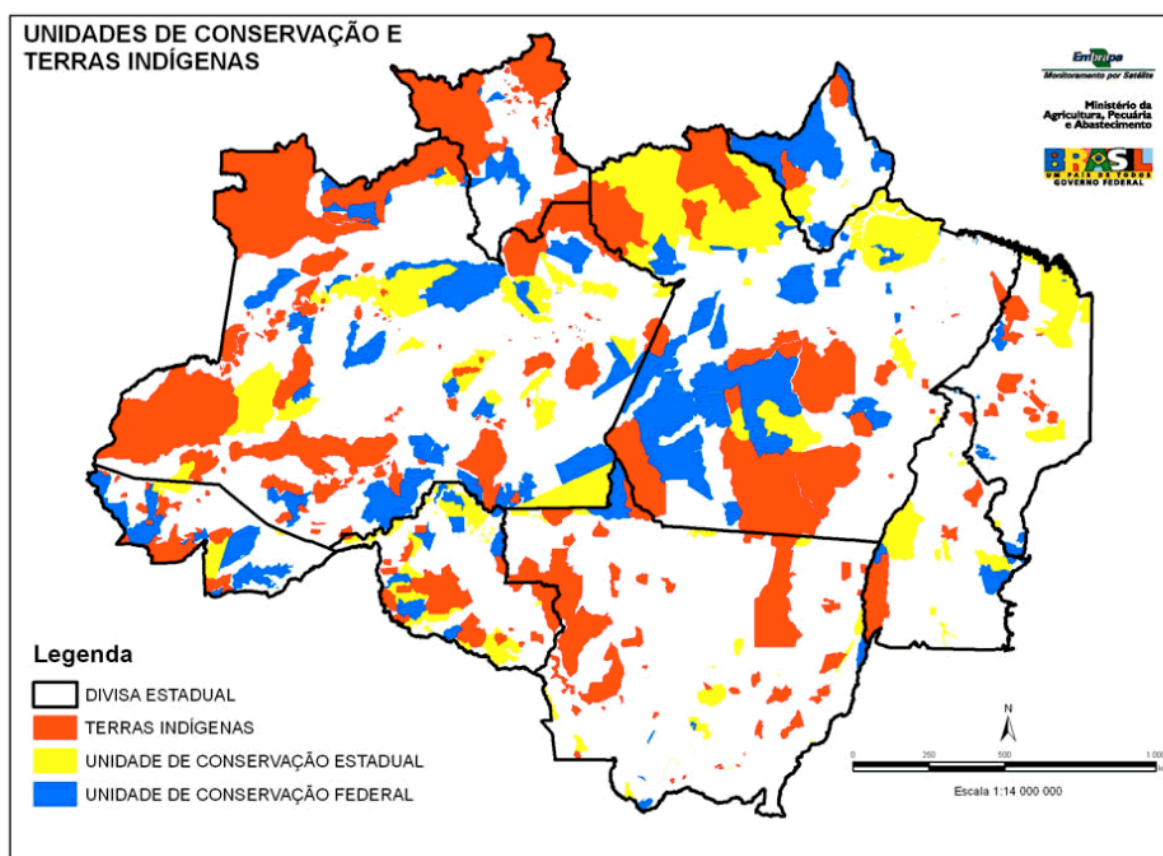 UNIDADES DE CONSERVAÇÃO E
TERRAS INDÍGENAS
Embrapa
Monitoramento por Satélite
Ministério da
Agricultura, Pecuária
e Abastecimento
BRASIL
UM PAÍS DE TODOS
GOVERNO FEDERAL
Legenda
DIVISA ESTADUAL
TERRAS INDÍGENAS
UNIDADE DE CONSERVAÇÃO ESTADUAL
UNIDADE DE CONSERVAÇÃO FEDERAL
N
0 250 500 1.000
Escala 1:14 000 000